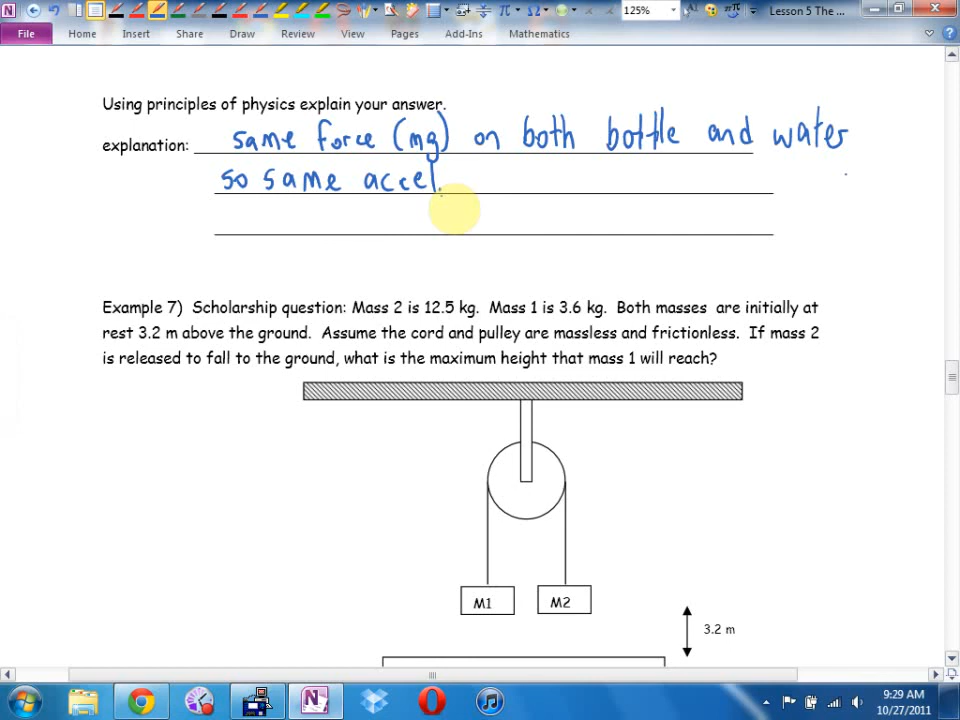 125%
Lesson 5 The ...
File Home Insert Share Draw Review View Pages Add-Ins Mathematics
Using principles of physics explain your answer.
explanation: same force (mg) on both bottle and water
so same accel.
Example 7) Scholarship question: Mass 2 is 12.5 kg. Mass 1 is 3.6 kg. Both masses are initially at
rest 3.2 m above the ground. Assume the cord and pulley are massless and frictionless. If mass 2
is released to fall to the ground, what is the maximum height that mass 1 will reach?
M1 M2
3.2 m
9:29 AM
10/27/2011